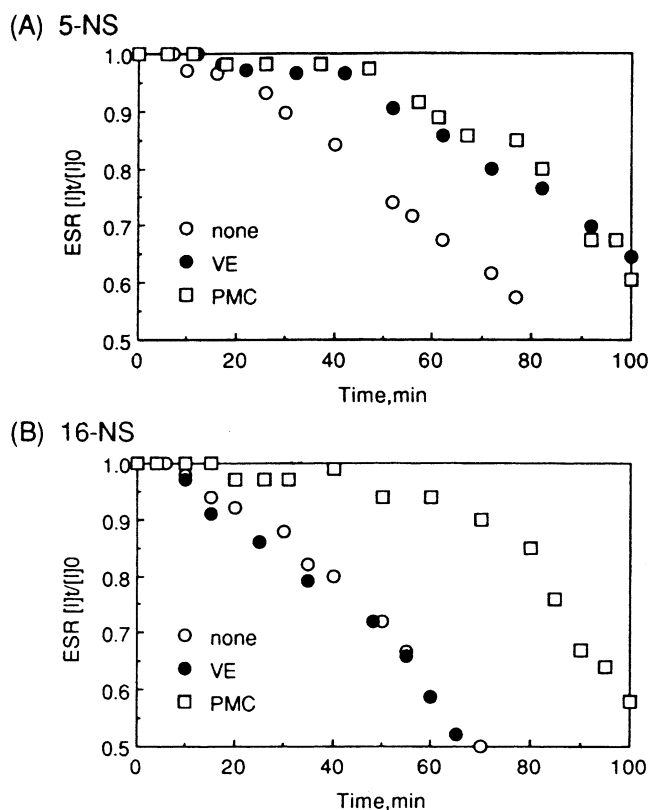 (A) 5-NS
ESR [I]t/[I]0
1.0
0.9
0.8
0.7
0.6
0.5
none
VE
PMC
0 20 40 60 80 100
Time,min
(B) 16-NS
ESR [I]t/[I]0
1.0
0.9
0.8
0.7
0.6
0.5
none
VE
PMC
0 20 40 60 80 100
Time,min